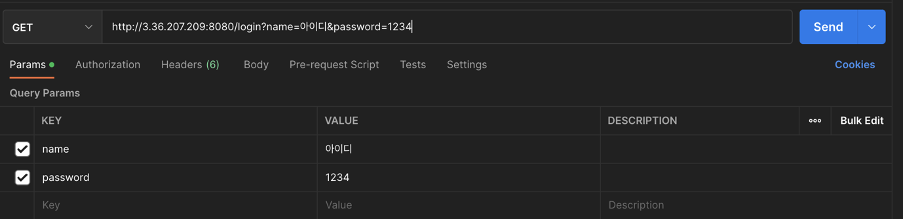 GET http://3.36.207.209:8080/login?name=아이디&password=1234 Send
Params Authorization Headers (6) Body Pre-request Script Tests Settings Cookies
Query Params
KEY VALUE DESCRIPTION ooo Bulk Edit
name 아이디
password 1234
Key Value Description